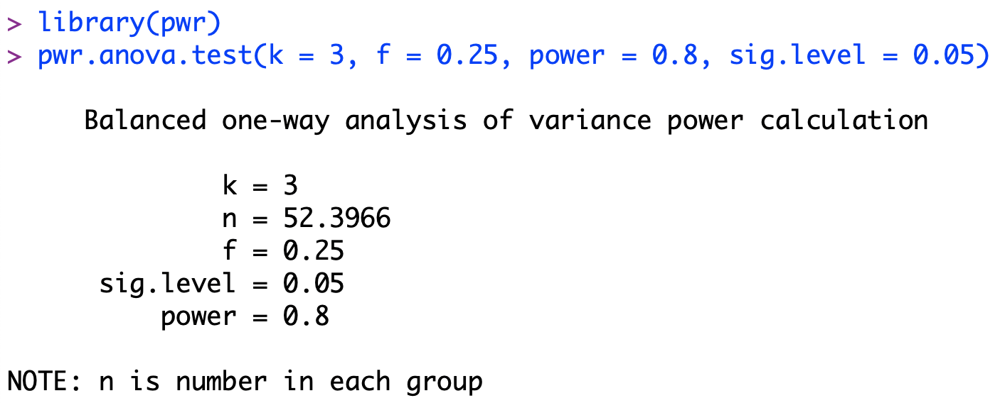 > library(pwr)
> pwr.anova.test(k = 3, f = 0.25, power = 0.8, sig.level = 0.05)
Balanced one-way analysis of variance power calculation
k = 3
n = 52.3966
f = 0.25
sig.level = 0.05
power = 0.8
NOTE: n is number in each group